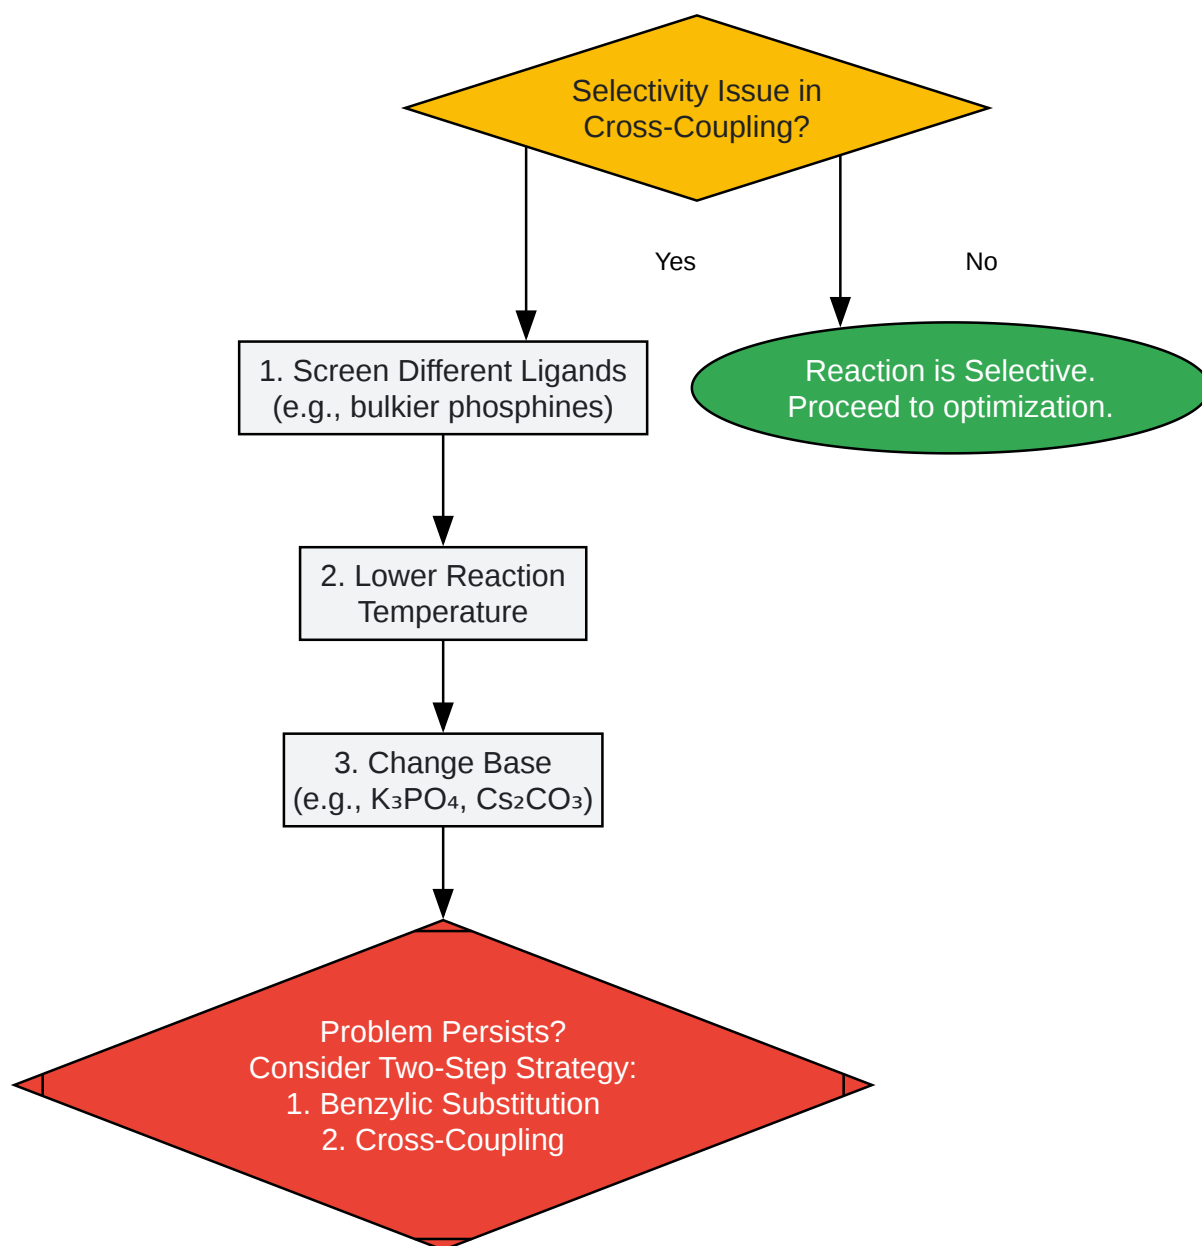 Selectivity Issue in
Cross-Coupling?
Yes
No
1. Screen Different Ligands
(e.g., bulkier phosphines)
Reaction is Selective.
Proceed to optimization.
2. Lower Reaction
Temperature
3. Change Base
(e.g., K₃PO₄, Cs₂CO₃)
Problem Persists?
Consider Two-Step Strategy:
1. Benzylic Substitution
2. Cross-Coupling